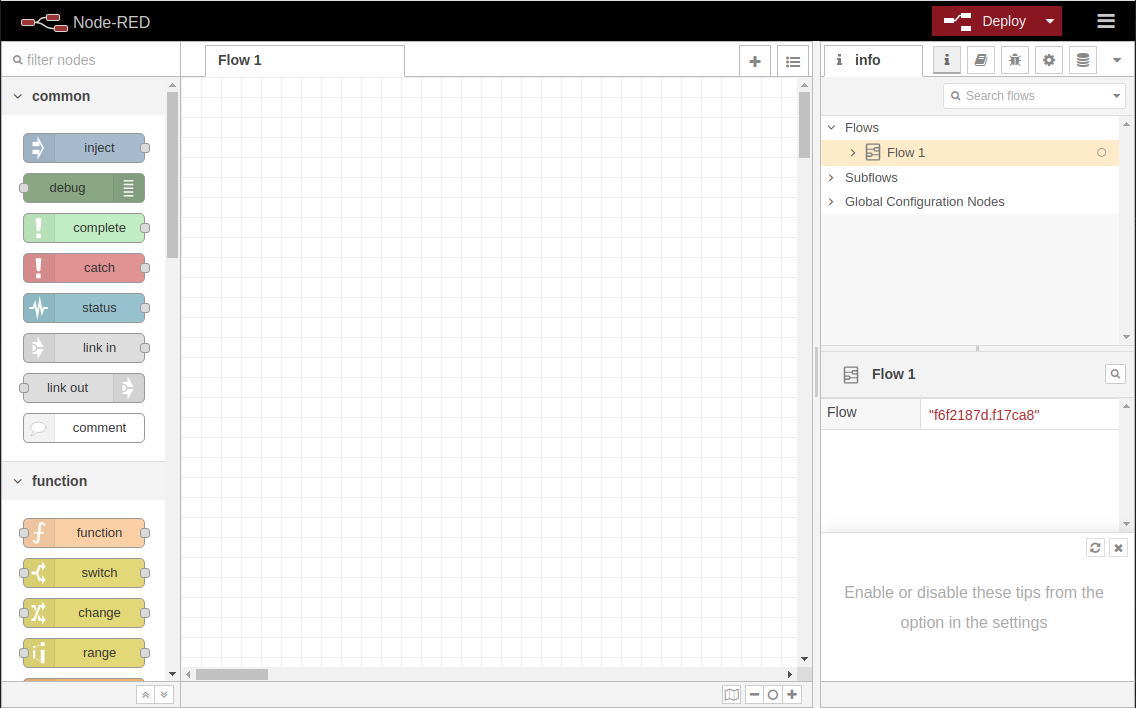 Node-RED
Deploy
filter nodes
Flow 1
info
common
Search flows
inject
debug
complete
catch
status
link in
link out
comment
function
function
switch
change
range
Flows
Flow 1
Subflows
Global Configuration Nodes
Flow 1
Flow "f6f2187d.f17ca8"
Enable or disable these tips from the
option in the settings